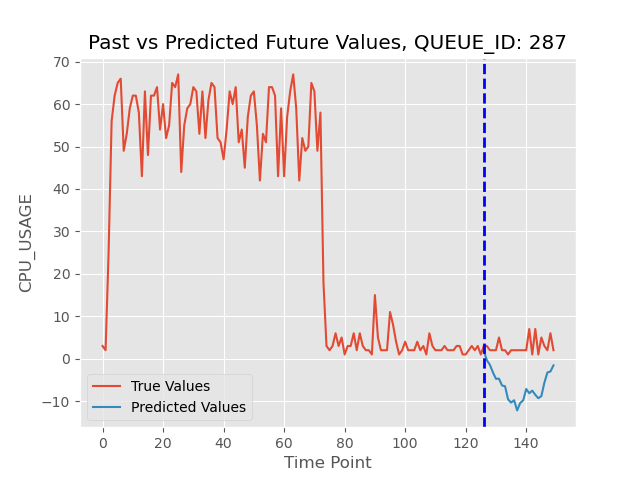 Past vs Predicted Future Values, QUEUE_ID: 287
70
60
50
40
30
20
10
0
−10
CPU_USAGE
True Values
Predicted Values
0 20 40 60 80 100 120 140
Time Point